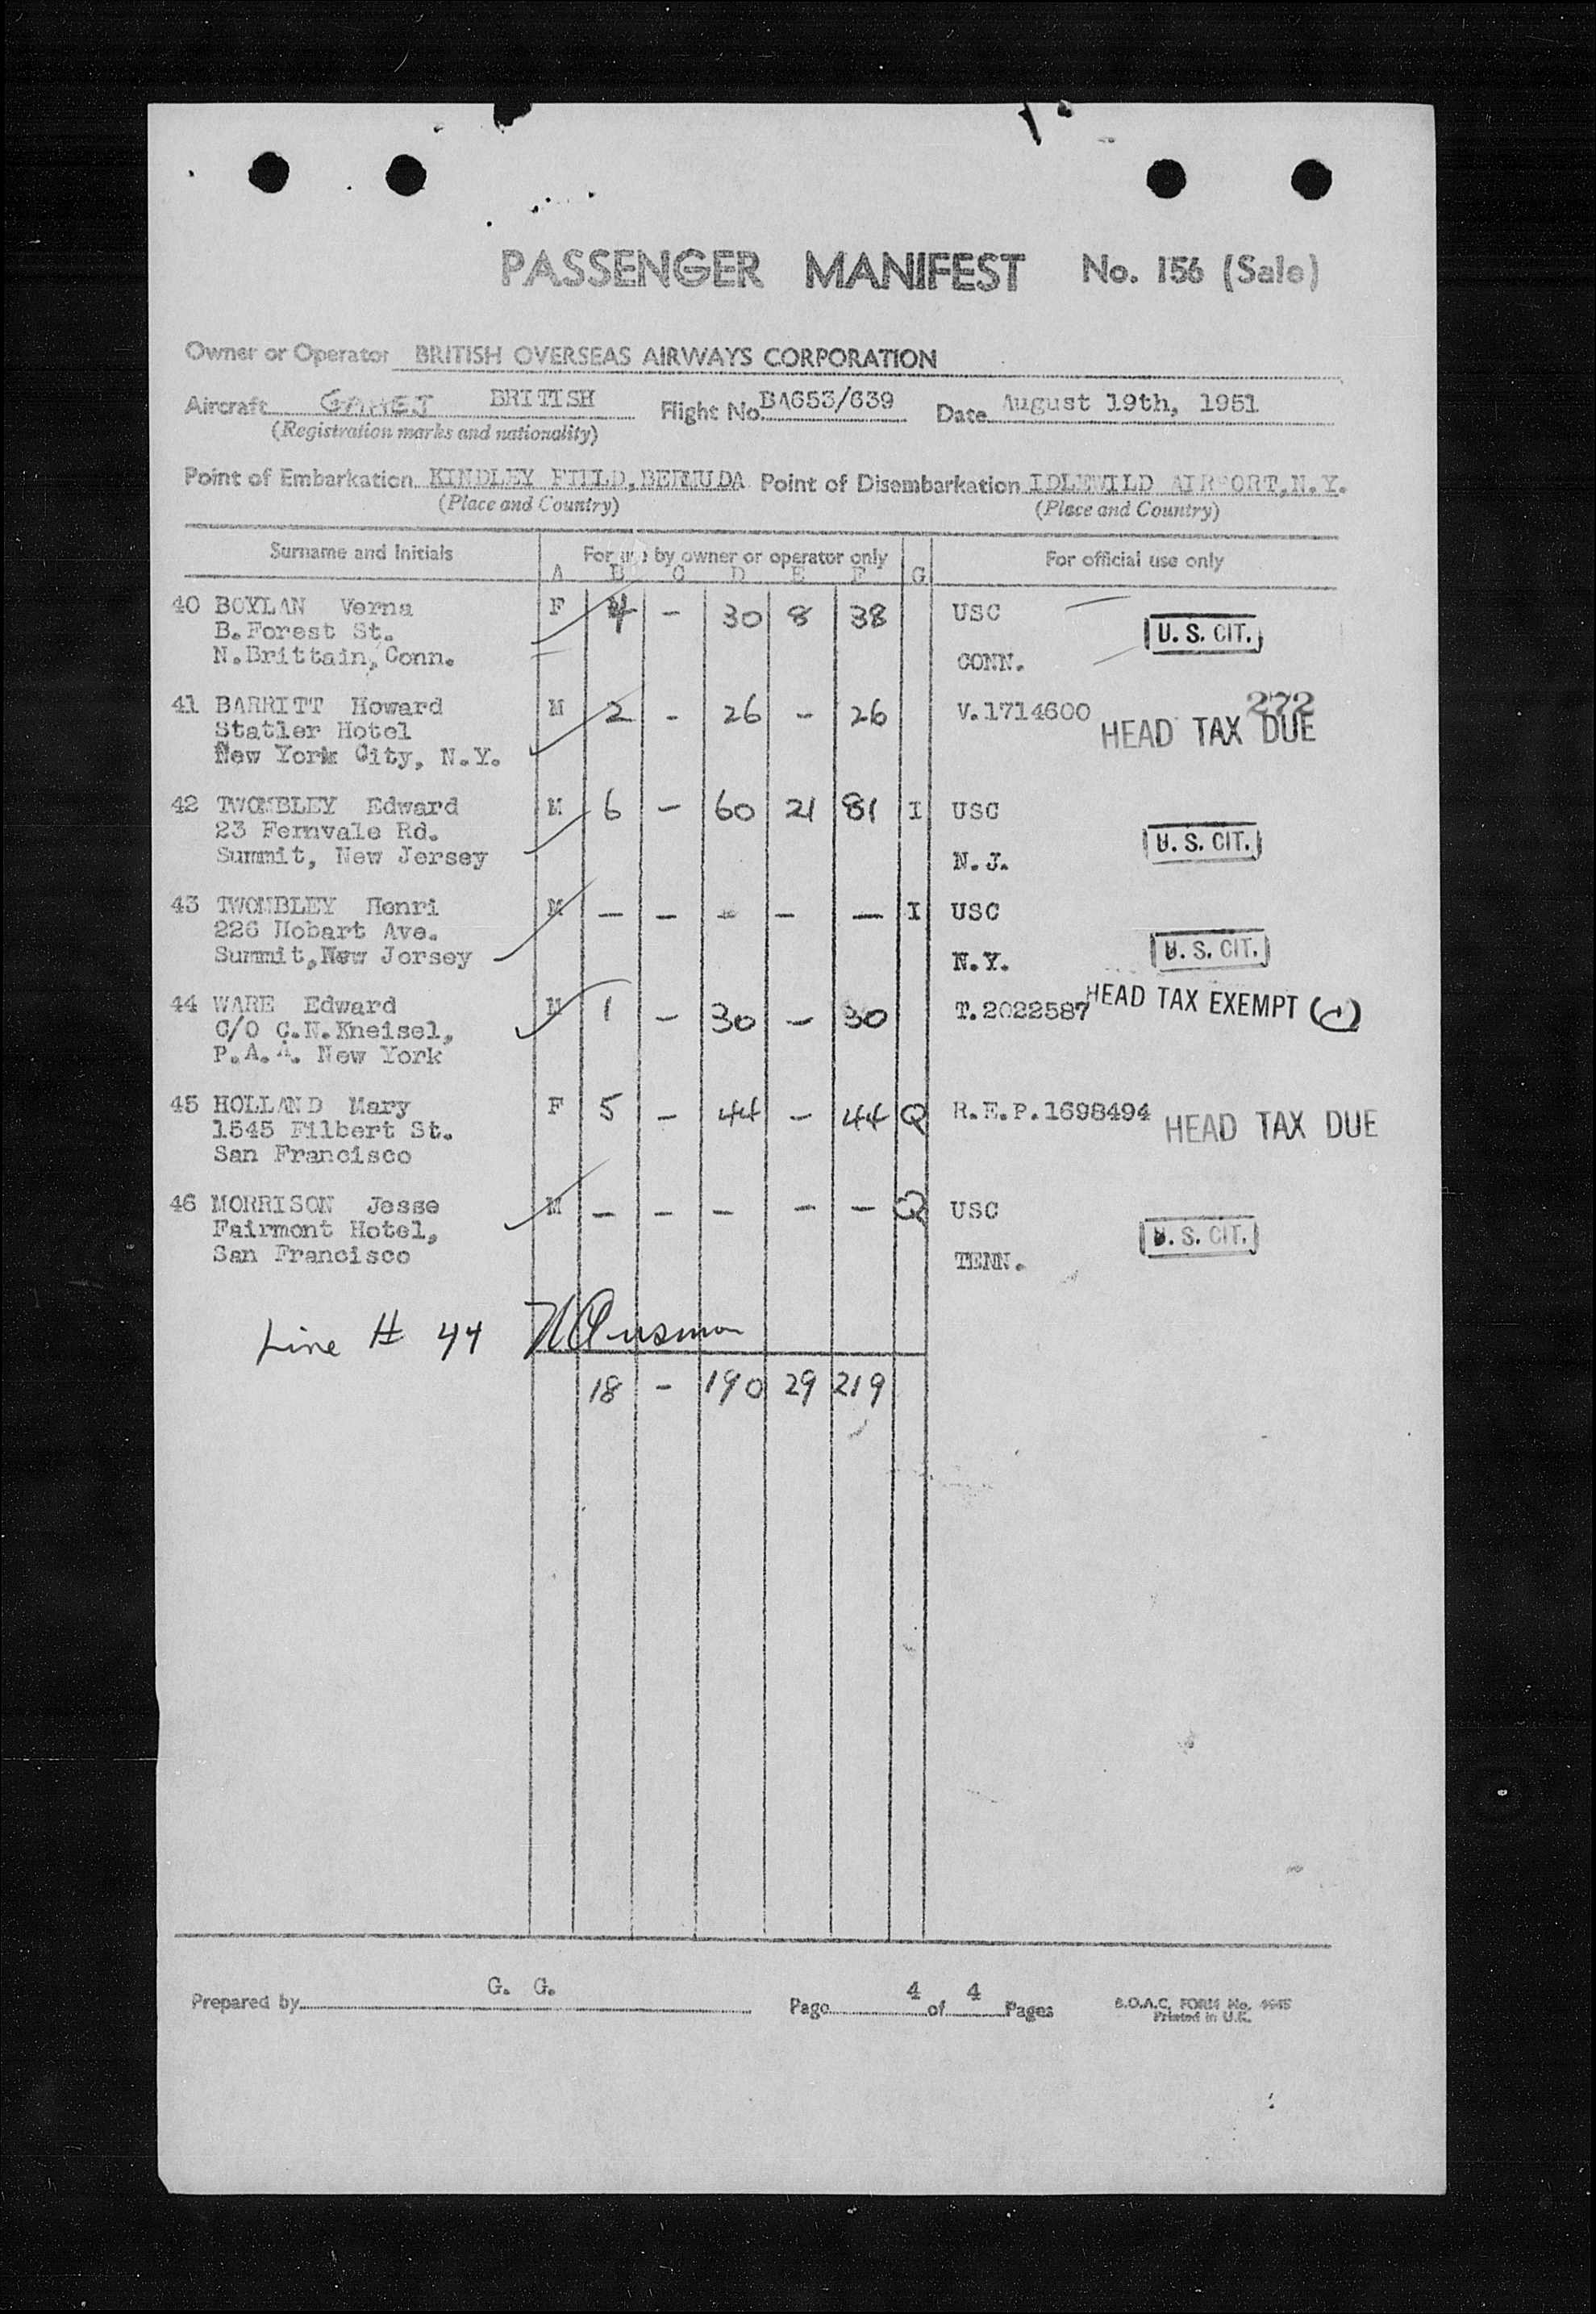 PASSENGER MANIFEST No. 156 (Sale)
Owner or Operator BRITISH OVERSEAS AIRWAYS CORPORATION
Aircraft BRITISH Flight No. BA653/639 Date August 19th, 1951
(Registration marks and nationality)
Point of Embarkation KINDLEY FIELD, BERMUDA Point of Disembarkation IDLEWILD AIRPORT, N.Y.
(Place and Country) (Place and Country)
Surname and Initials For use by owner or operator only For official use only
A B C D E F G
40 BOYLAN Verna F 4 - 30 8 38 USC
B. Forest St. U. S. CIT.
N.Brittain, Conn. CONN.
41 BARRITT Howard M 2 - 26 - 26 V.1714600 272
Statler Hotel HEAD TAX DUE
New York City, N.Y.
42 TWOMBLEY Edward M 6 - 60 21 81 I USC
23 Fernvale Rd. U. S. CIT.
Summit, New Jersey N.J.
43 TWOMBLEY Henri M - - - - - I USC
226 Hobart Ave.
Summit, New Jersey N.Y. U. S. CIT.
44 WARE Edward M 1 - 30 - 30 T.2022587 HEAD TAX EXEMPT
C/O C.N.Kneisel,
P.A.A. New York
45 HOLLAND Mary F 5 - 44 - 44 Q R.E.P.1698494 HEAD TAX DUE
1545 Filbert St.
San Francisco
46 MORRISON Jesse M - - - - - Q USC
Fairmont Hotel, U. S. CIT.
San Francisco TENN.
Line # 44
18 - 190 29 219
Prepared by G. G. Page 4 of 4 Pages B.O.A.C. FORM No.
Printed in U.K.